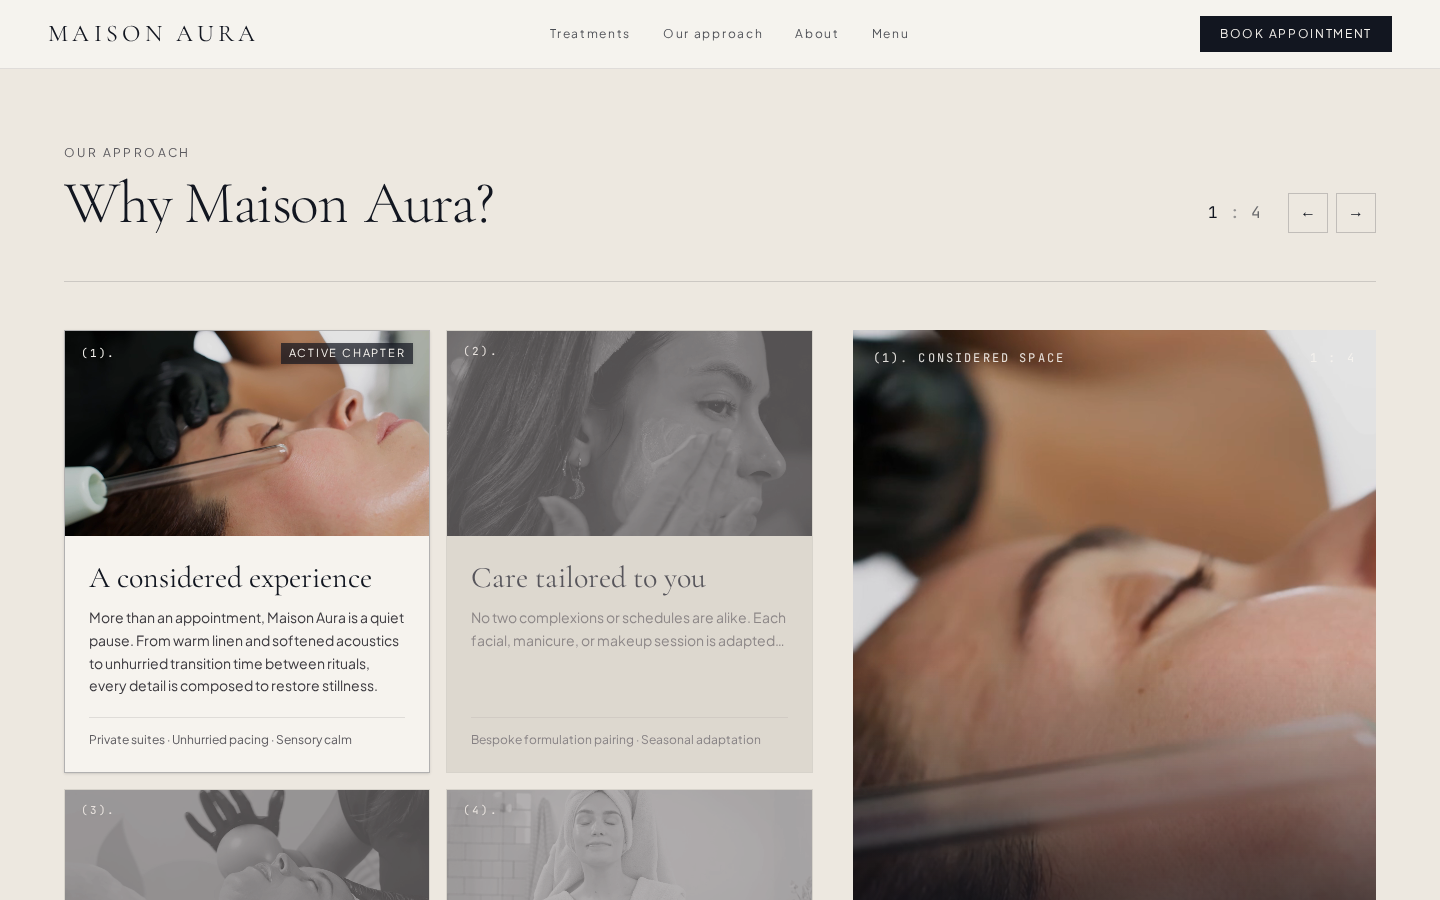 MAISON AURA
Treatments
Our approach
About
Menu
BOOK APPOINTMENT
OUR APPROACH
Why Maison Aura?
1 : 4
← →
(1).
ACTIVE CHAPTER
A considered experience
More than an appointment, Maison Aura is a quiet
pause. From warm linen and softened acoustics
to unhurried transition time between rituals,
every detail is composed to restore stillness.
Private suites · Unhurried pacing · Sensory calm
(2).
Care tailored to you
No two complexions or schedules are alike. Each
facial, manicure, or makeup session is adapted…
Bespoke formulation pairing · Seasonal adaptation
(3).
(4).
(1). CONSIDERED SPACE
1 : 4